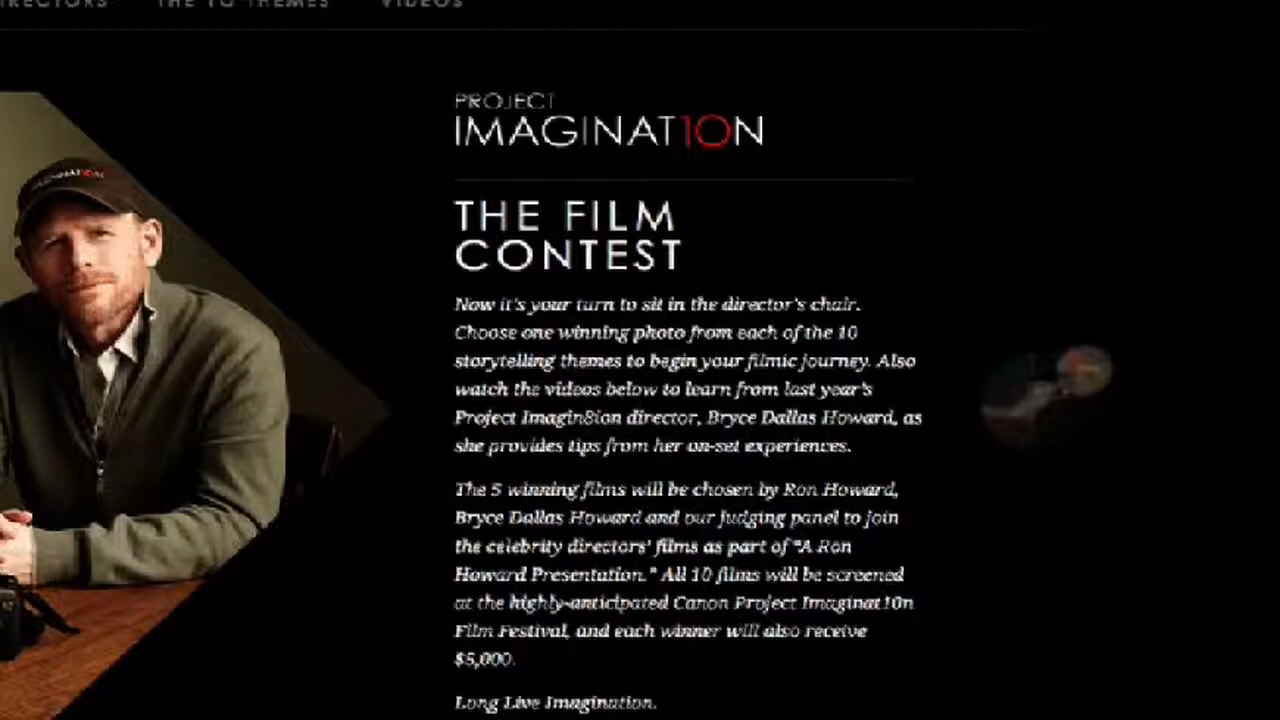 THE 10 THEMES VIDEOS
PROJECT
IMAGINAT10N
THE FILM
CONTEST
Now it's your turn to sit in the director's chair.
Choose one winning photo from each of the 10
storytelling themes to begin your filmic journey. Also
watch the videos below to learn from last year's
Project Imagin8ion director, Bryce Dallas Howard, as
she provides tips from her on-set experiences.
The 5 winning films will be chosen by Ron Howard,
Bryce Dallas Howard and our judging panel to join
the celebrity directors' films as part of "A Ron
Howard Presentation." All 10 films will be screened
at the highly-anticipated Canon Project Imaginat10n
Film Festival, and each winner will also receive
$5,000.
Long Live Imagination.